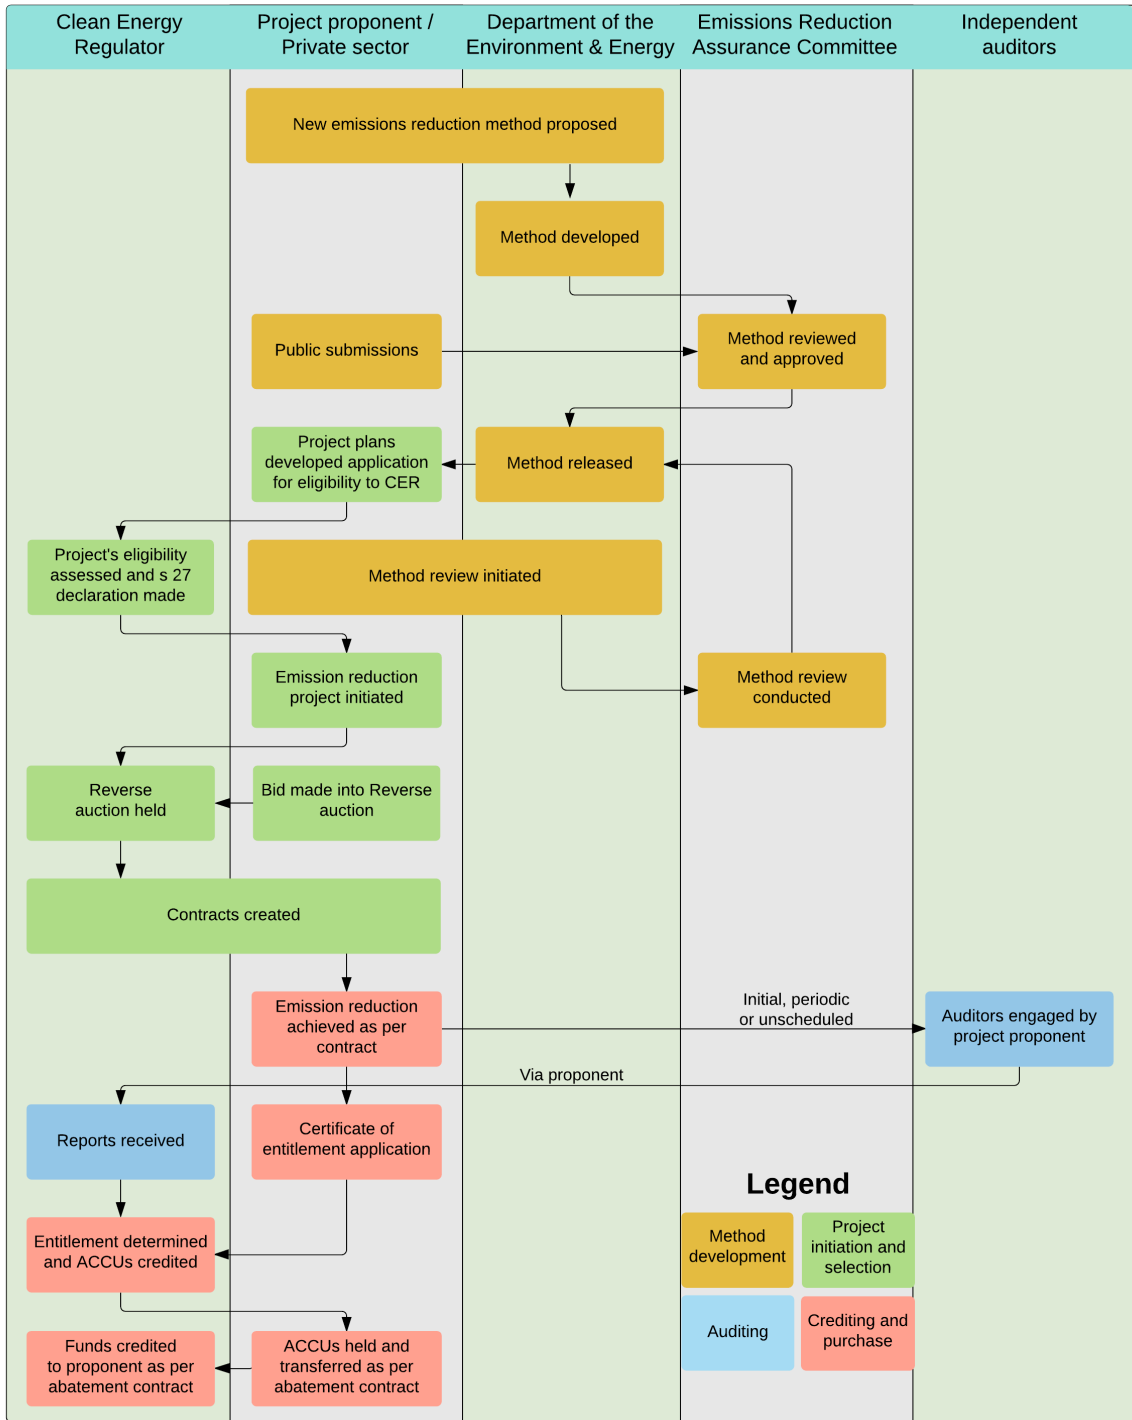 Clean Energy
Regulator
Project proponent /
Private sector
Department of the
Environment & Energy
Emissions Reduction
Assurance Committee
Independent
auditors
New emissions reduction method proposed
Method developed
Public submissions
Method reviewed
and approved
Project plans
developed application
for eligibility to CER
Method released
Project's eligibility
assessed and s 27
declaration made
Method review initiated
Emission reduction
project initiated
Method review
conducted
Reverse
auction held
Bid made into Reverse
auction
Contracts created
Emission reduction
achieved as per
contract
Initial, periodic
or unscheduled
Auditors engaged by
project proponent
Via proponent
Reports received
Certificate of
entitlement application
Entitlement determined
and ACCUs credited
Funds credited
to proponent as per
abatement contract
ACCUs held and
transferred as per
abatement contract
Legend
Method
development
Project
initiation and
selection
Auditing
Crediting and
purchase